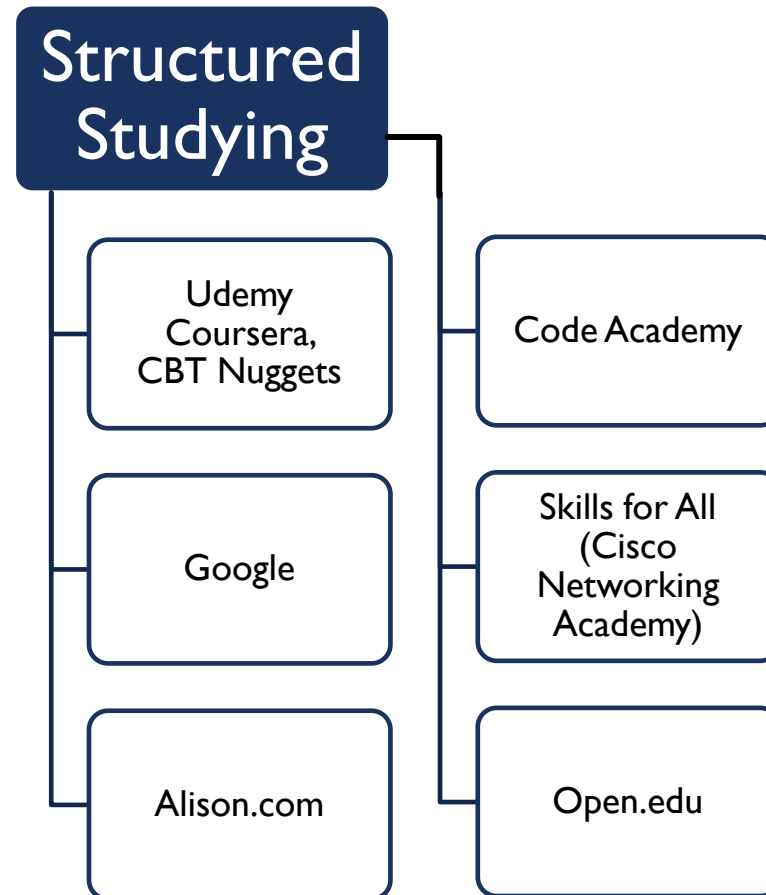 Structured
Studying
Udemy
Coursera,
CBT Nuggets
Google
Alison.com
Code Academy
Skills for All
(Cisco
Networking
Academy)
Open.edu